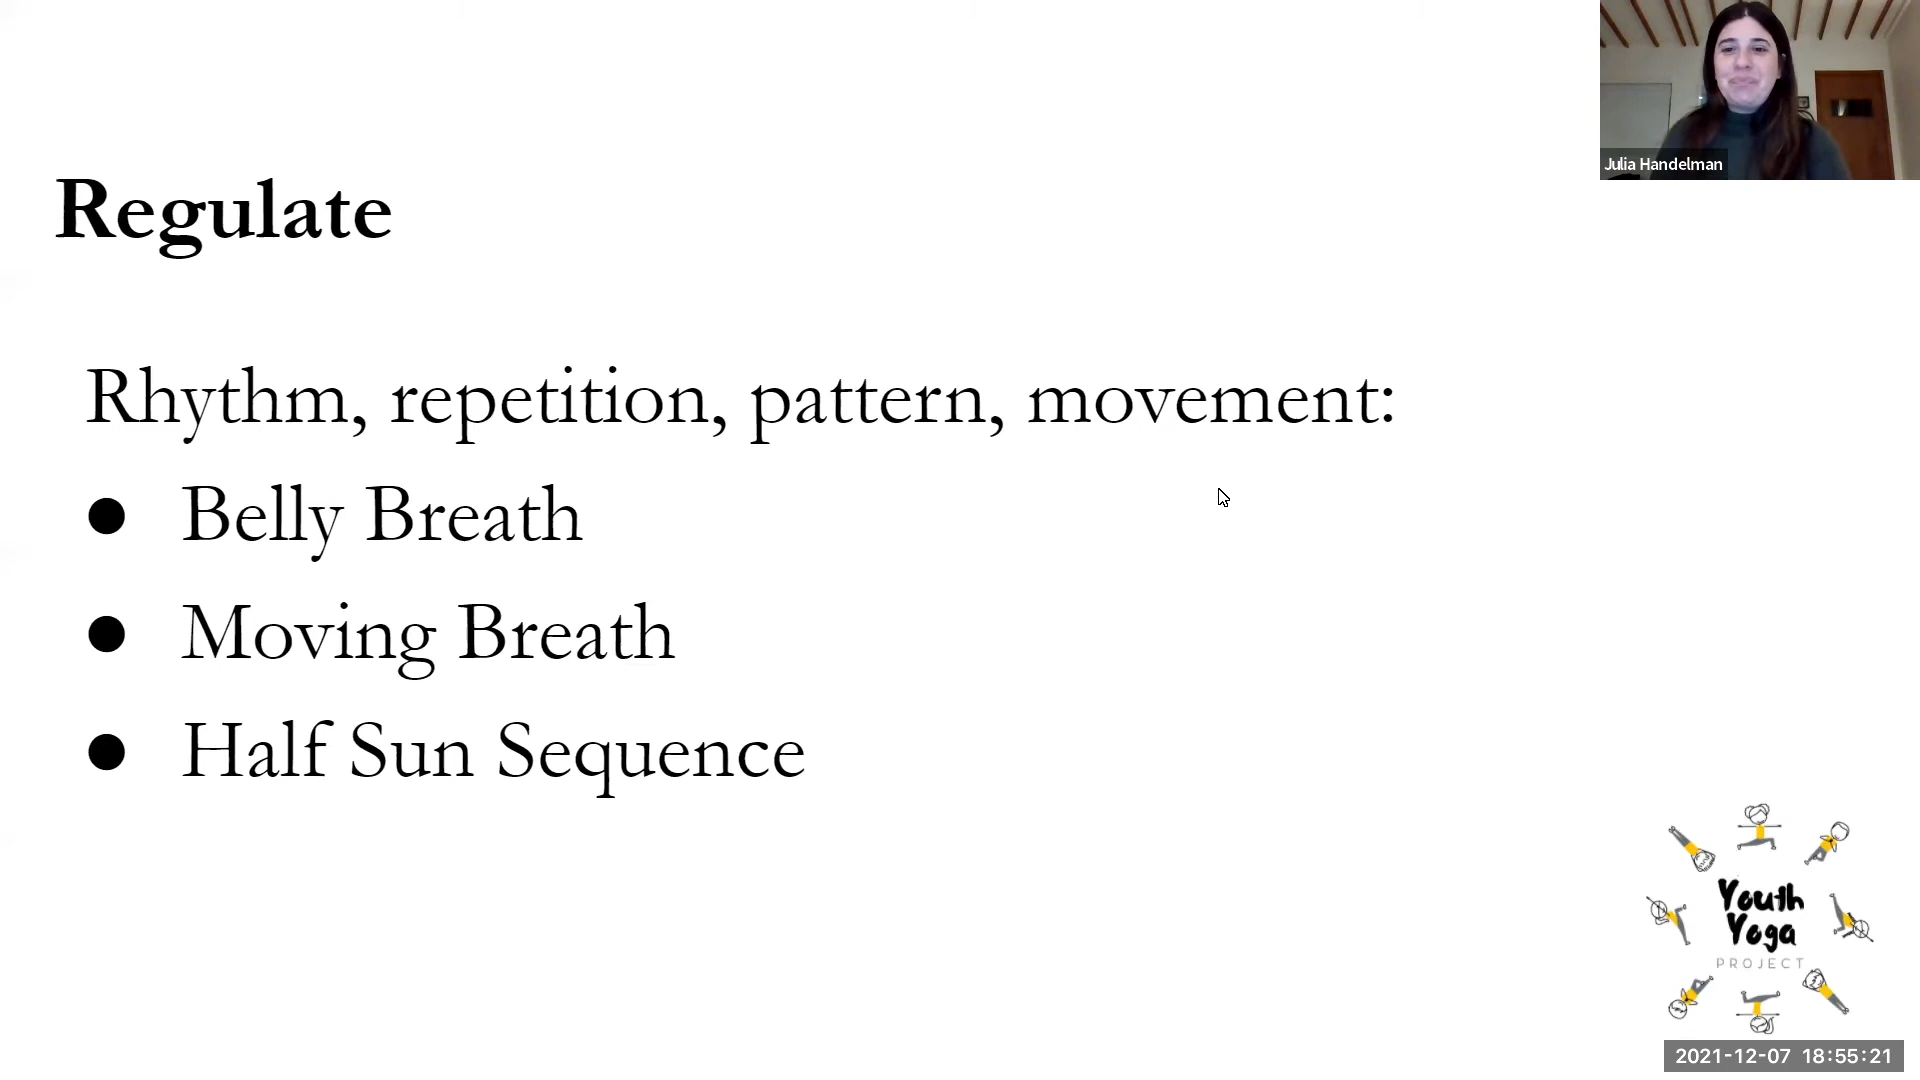 Julia Handelman
Regulate
Rhythm, repetition, pattern, movement:
● Belly Breath
● Moving Breath
● Half Sun Sequence
Youth
Yoga
PROJECT
2021-12-07 18:55:21